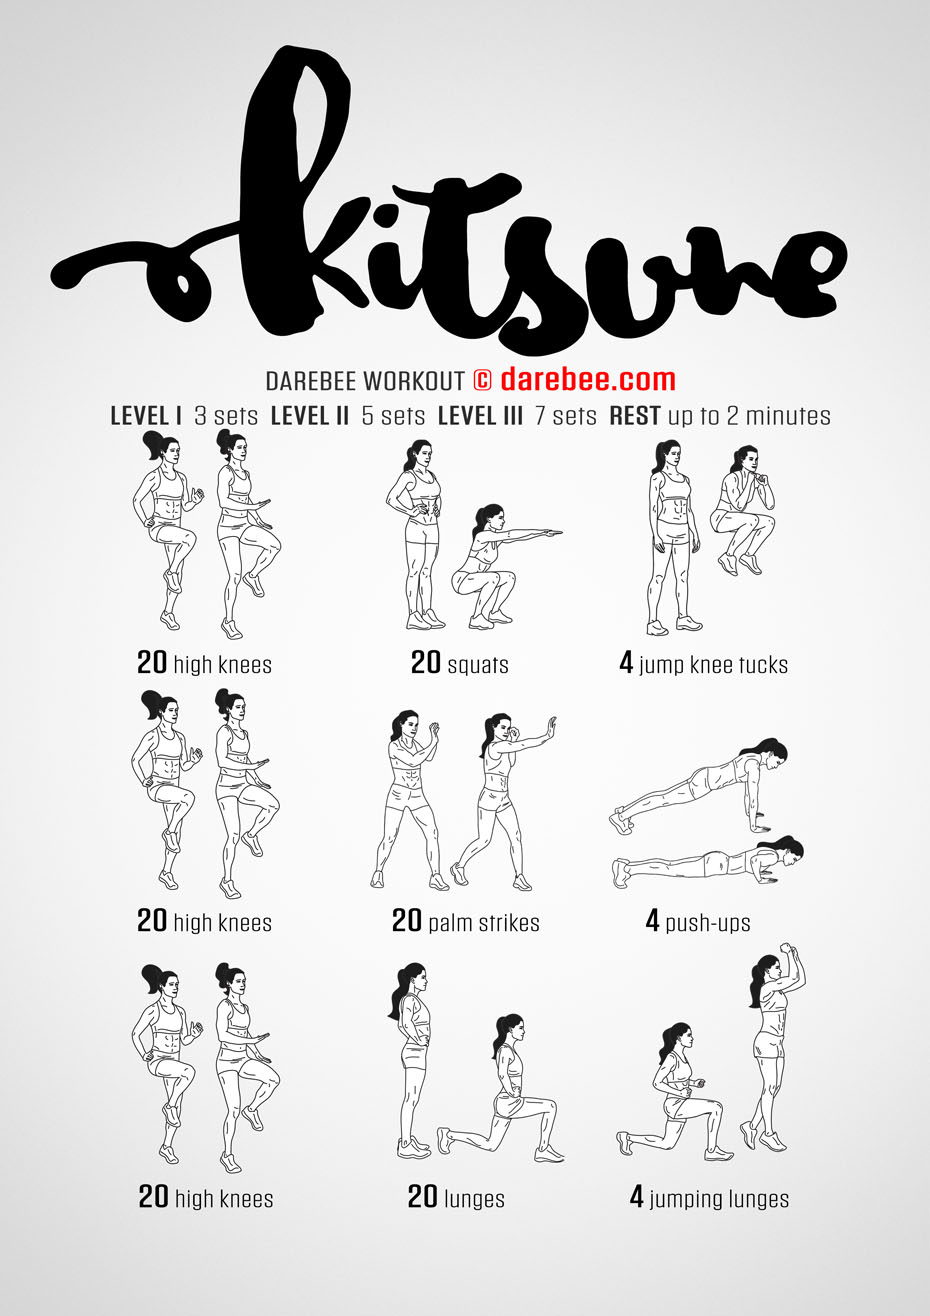 kitsune
DAREBEE WORKOUT © darebee.com
LEVEL I 3 sets LEVEL II 5 sets LEVEL III 7 sets REST up to 2 minutes
20 high knees
20 squats
4 jump knee tucks
20 high knees
20 palm strikes
4 push-ups
20 high knees
20 lunges
4 jumping lunges